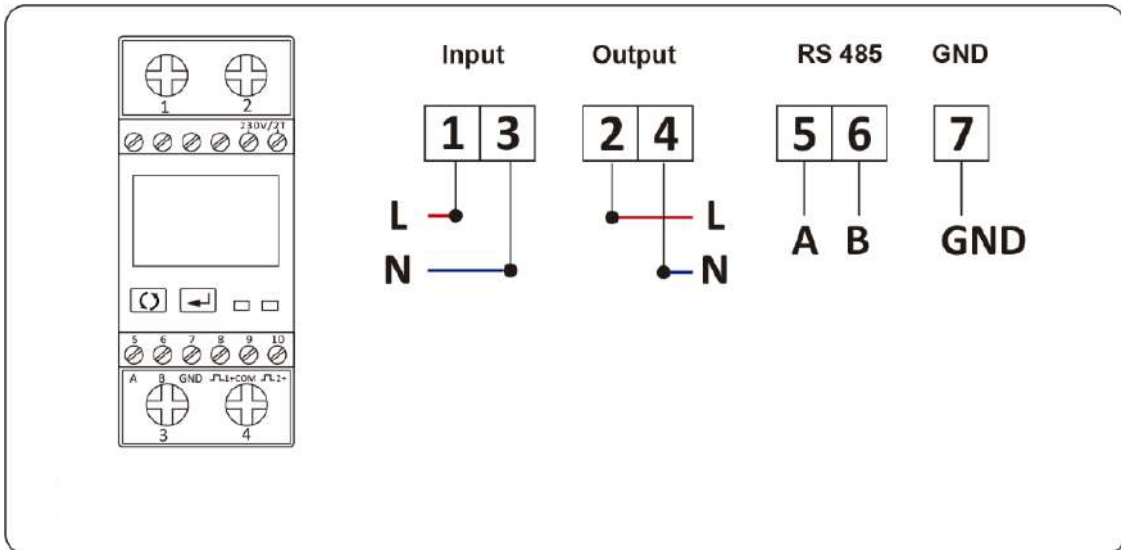 Input Output RS 485 GND
1 2
230V/2T
1 3 2 4 5 6 7
L L
N N
A B GND
5 6 7 8 9 10
A B GND 1+COM 2+
3 4